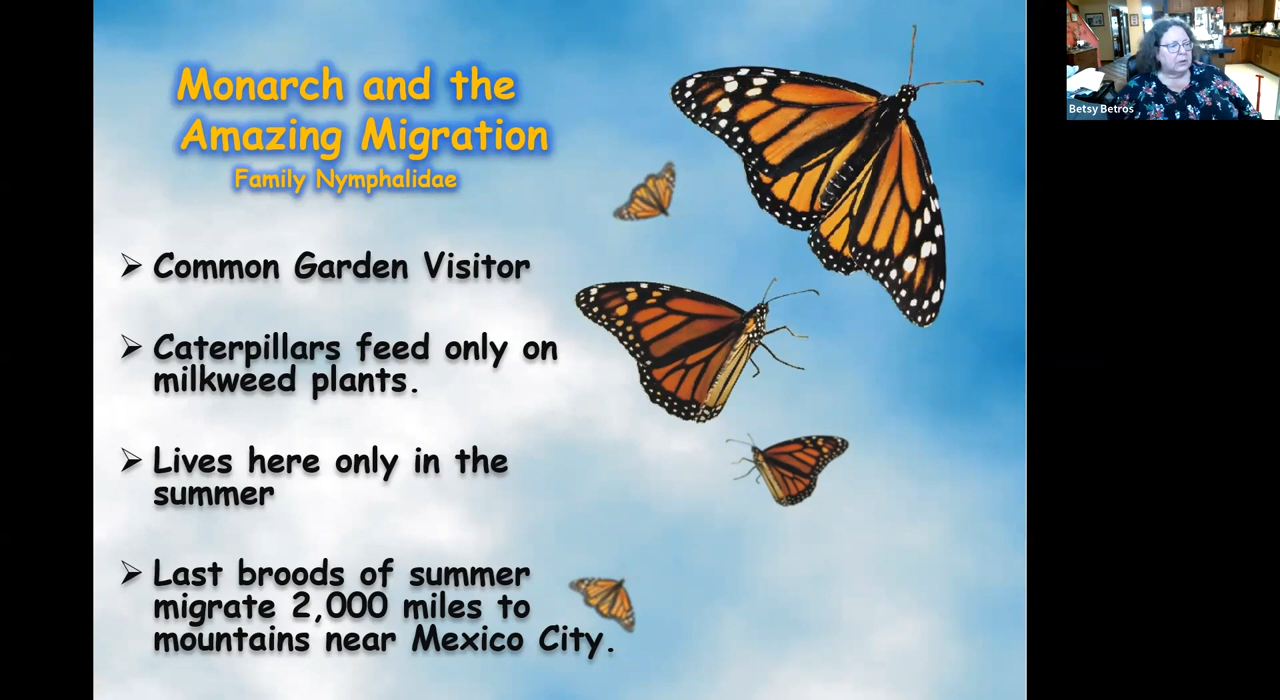 Monarch and the
Amazing Migration
Family Nymphalidae
Common Garden Visitor
Caterpillars feed only on
milkweed plants.
Lives here only in the
summer
Last broods of summer
migrate 2,000 miles to
mountains near Mexico City.
Betsy Betros